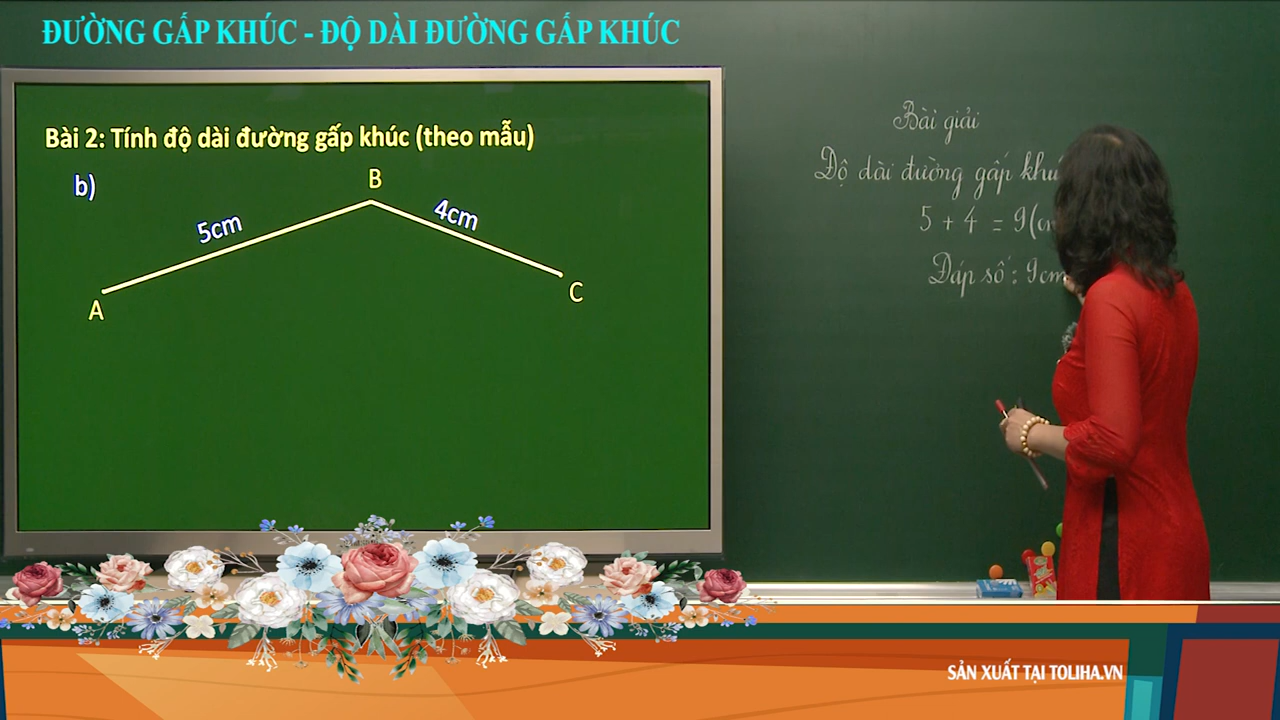 ĐƯỜNG GẤP KHÚC - ĐỘ DÀI ĐƯỜNG GẤP KHÚC
Bài 2: Tính độ dài đường gấp khúc (theo mẫu)
b)
B
5cm
4cm
A
C
Bài giải
Độ dài đường gấp
5 + 4 = 9
Đáp số: 9cm
SẢN XUẤT TẠI TOLIHA.VN